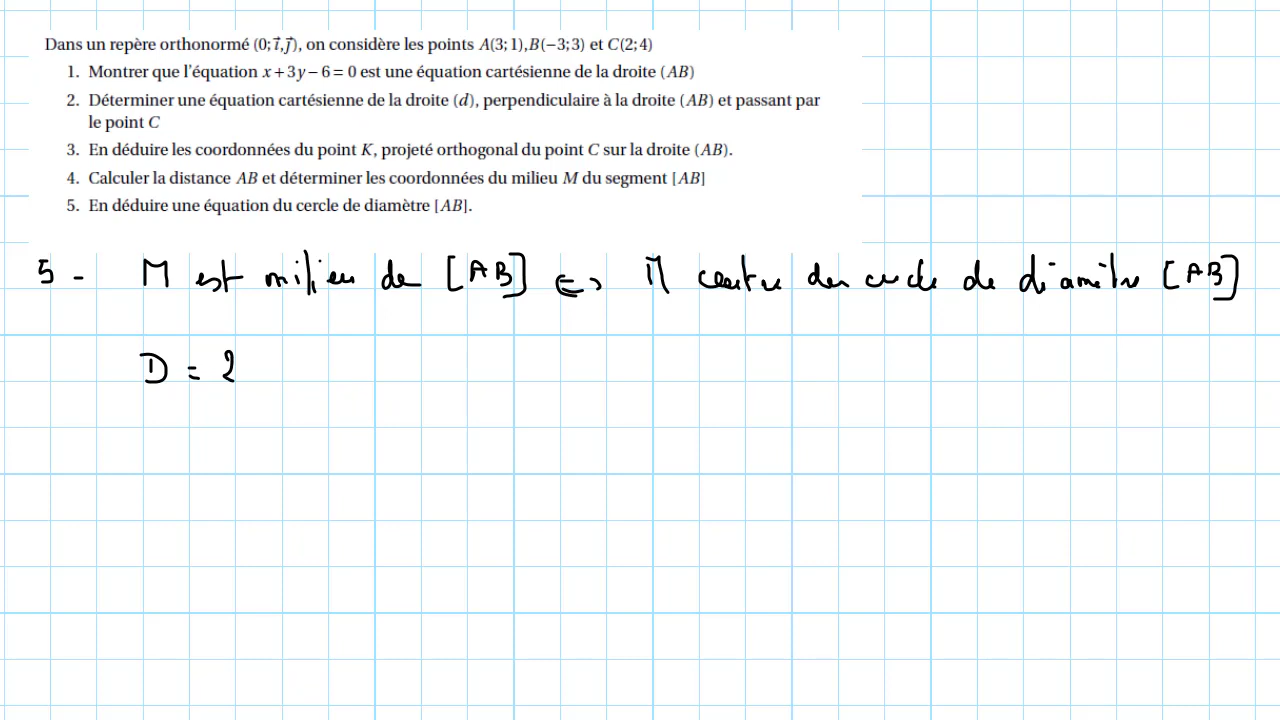 Dans un repère orthonormé (0; i⃗, j⃗), on considère les points A(3; 1), B(−3; 3) et C(2; 4)
1. Montrer que l'équation x + 3y − 6 = 0 est une équation cartésienne de la droite (AB)
2. Déterminer une équation cartésienne de la droite (d), perpendiculaire à la droite (AB) et passant par
le point C
3. En déduire les coordonnées du point K, projeté orthogonal du point C sur la droite (AB).
4. Calculer la distance AB et déterminer les coordonnées du milieu M du segment [AB]
5. En déduire une équation du cercle de diamètre [AB].
5 - M est milieu de [AB] ⇔ M centre du cercle de diamètre [AB]
D = 2